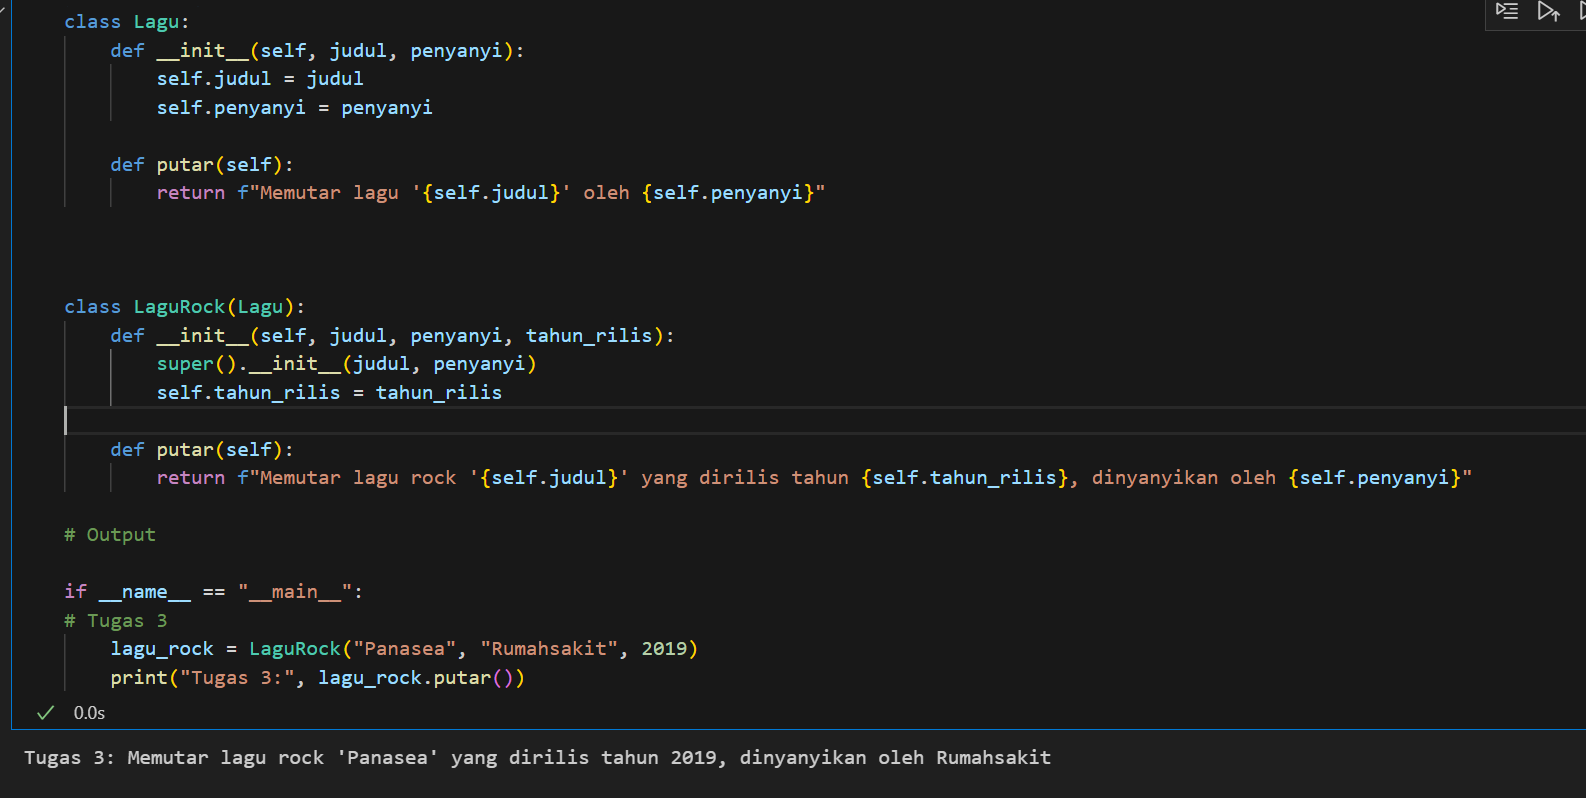 class Lagu:
    def __init__(self, judul, penyanyi):
        self.judul = judul
        self.penyanyi = penyanyi
    def putar(self):
        return f"Memutar lagu '{self.judul}' oleh {self.penyanyi}"
class LaguRock(Lagu):
    def __init__(self, judul, penyanyi, tahun_rilis):
        super().__init__(judul, penyanyi)
        self.tahun_rilis = tahun_rilis
    def putar(self):
        return f"Memutar lagu rock '{self.judul}' yang dirilis tahun {self.tahun_rilis}, dinyanyikan oleh {self.penyanyi}"
# Output
if __name__ == "__main__":
# Tugas 3
    lagu_rock = LaguRock("Panasea", "Rumahsakit", 2019)
    print("Tugas 3:", lagu_rock.putar())
0.0s
Tugas 3: Memutar lagu rock 'Panasea' yang dirilis tahun 2019, dinyanyikan oleh Rumahsakit